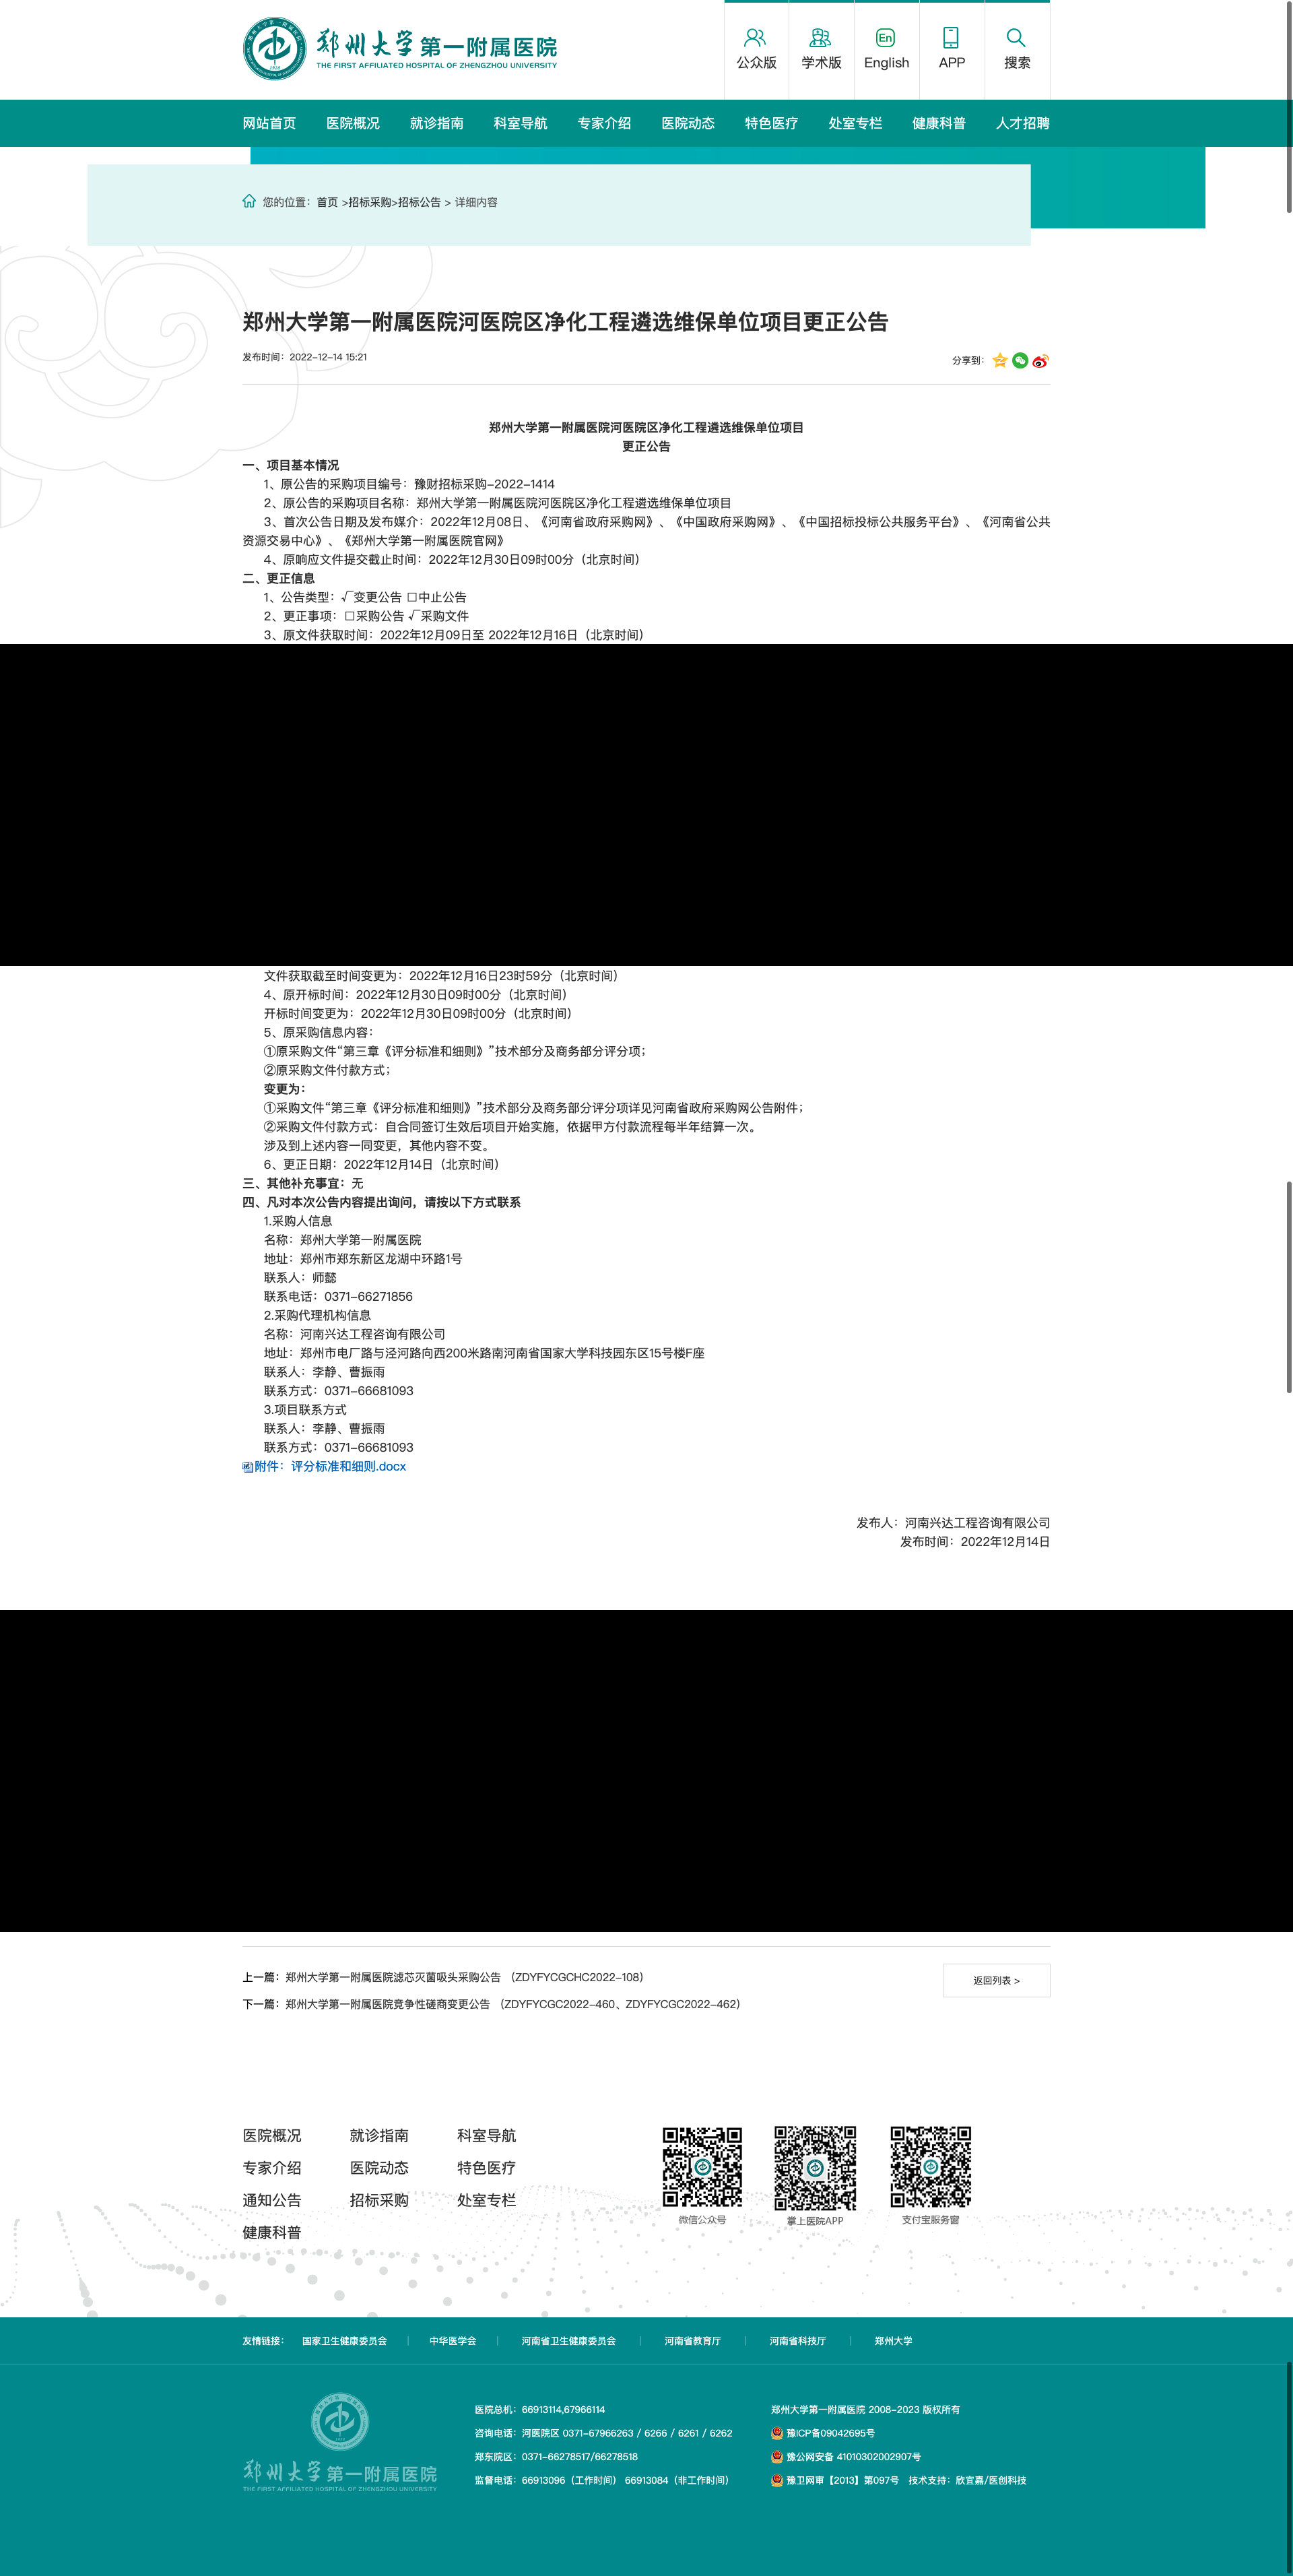 郑州大学第一附属医院
THE FIRST AFFILIATED HOSPITAL OF ZHENGZHOU UNIVERSITY
公众版 学术版 En English APP 搜索
网站首页 医院概况 就诊指南 科室导航 专家介绍 医院动态 特色医疗 处室专栏 健康科普 人才招聘
您的位置：首页 >招标采购>招标公告 > 详细内容
郑州大学第一附属医院河医院区净化工程遴选维保单位项目更正公告
发布时间：2022-12-14 15:21
分享到：
郑州大学第一附属医院河医院区净化工程遴选维保单位项目
更正公告
一、项目基本情况
1、原公告的采购项目编号：豫财招标采购-2022-1414
2、原公告的采购项目名称：郑州大学第一附属医院河医院区净化工程遴选维保单位项目
3、首次公告日期及发布媒介：2022年12月08日、《河南省政府采购网》、《中国政府采购网》、《中国招标投标公共服务平台》、《河南省公共
资源交易中心》、《郑州大学第一附属医院官网》
4、原响应文件提交截止时间：2022年12月30日09时00分（北京时间）
二、更正信息
1、公告类型：√变更公告 □中止公告
2、更正事项：□采购公告 √采购文件
3、原文件获取时间：2022年12月09日至 2022年12月16日（北京时间）
文件获取截至时间变更为：2022年12月16日23时59分（北京时间）
4、原开标时间：2022年12月30日09时00分（北京时间）
开标时间变更为：2022年12月30日09时00分（北京时间）
5、原采购信息内容：
①原采购文件“第三章《评分标准和细则》”技术部分及商务部分评分项；
②原采购文件付款方式；
变更为：
①采购文件“第三章《评分标准和细则》”技术部分及商务部分评分项详见河南省政府采购网公告附件；
②采购文件付款方式：自合同签订生效后项目开始实施，依据甲方付款流程每半年结算一次。
涉及到上述内容一同变更，其他内容不变。
6、更正日期：2022年12月14日（北京时间）
三、其他补充事宜：无
四、凡对本次公告内容提出询问，请按以下方式联系
1.采购人信息
名称：郑州大学第一附属医院
地址：郑州市郑东新区龙湖中环路1号
联系人：师懿
联系电话：0371-66271856
2.采购代理机构信息
名称：河南兴达工程咨询有限公司
地址：郑州市电厂路与泾河路向西200米路南河南省国家大学科技园东区15号楼F座
联系人：李静、曹振雨
联系方式：0371-66681093
3.项目联系方式
联系人：李静、曹振雨
联系方式：0371-66681093
附件：评分标准和细则.docx
发布人：河南兴达工程咨询有限公司
发布时间：2022年12月14日
上一篇：郑州大学第一附属医院滤芯灭菌吸头采购公告 （ZDYFYCGCHC2022-108）
返回列表 >
下一篇：郑州大学第一附属医院竞争性磋商变更公告 （ZDYFYCGC2022-460、ZDYFYCGC2022-462）
医院概况 就诊指南 科室导航
专家介绍 医院动态 特色医疗
通知公告 招标采购 处室专栏
健康科普
微信公众号 掌上医院APP 支付宝服务窗
友情链接： 国家卫生健康委员会 | 中华医学会 | 河南省卫生健康委员会 | 河南省教育厅 | 河南省科技厅 | 郑州大学
郑州大学第一附属医院
THE FIRST AFFILIATED HOSPITAL OF ZHENGZHOU UNIVERSITY
医院总机：66913114,67966114
咨询电话：河医院区 0371-67966263 / 6266 / 6261 / 6262
郑东院区：0371-66278517/66278518
监督电话：66913096（工作时间） 66913084（非工作时间）
郑州大学第一附属医院 2008-2023 版权所有
豫ICP备09042695号
豫公网安备 41010302002907号
豫卫网审【2013】第097号 技术支持：欣宜嘉/医创科技